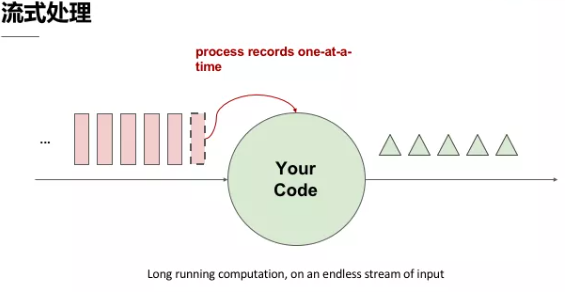 流式处理
process records one-at-a-
time
...
Your
Code
Long running computation, on an endless stream of input